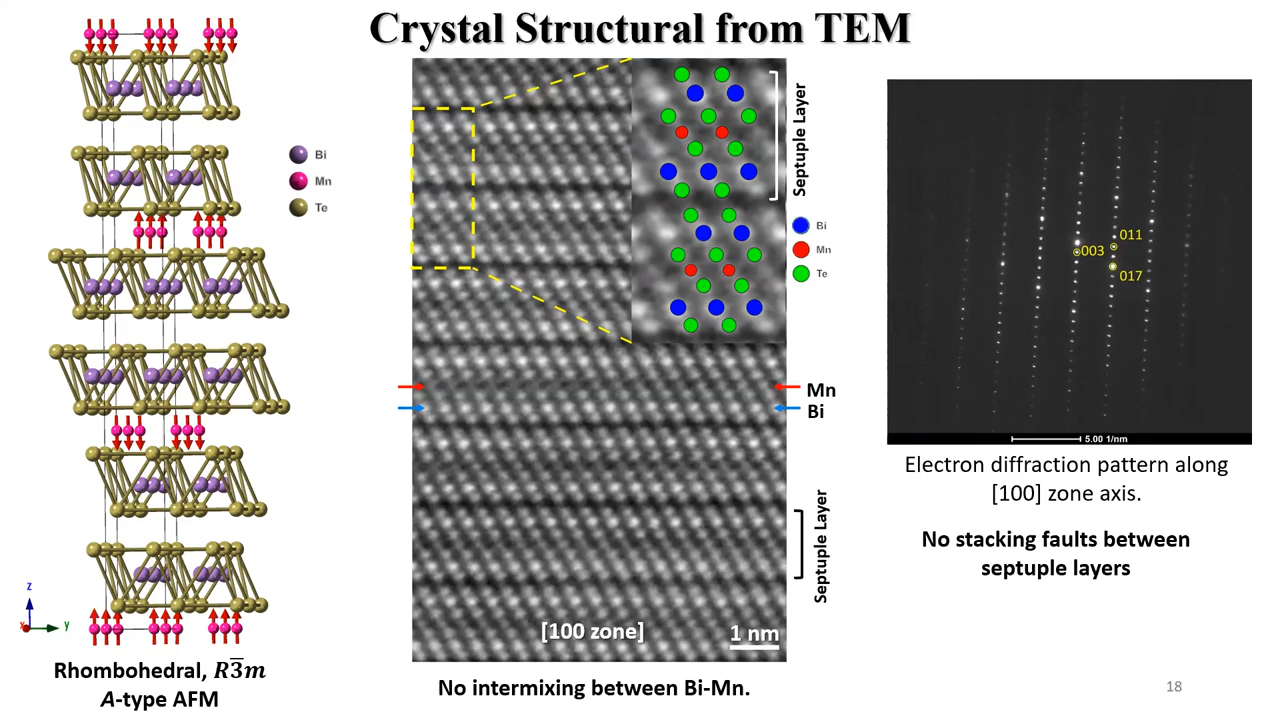 Crystal Structural from TEM
Bi
Mn
Te
z
x
y
Rhombohedral, R3̅m
A-type AFM
Septuple Layer
Bi
Mn
Te
Mn
Bi
Septuple Layer
[100 zone]
1 nm
No intermixing between Bi-Mn.
003
011
017
5.00 1/nm
Electron diffraction pattern along
[100] zone axis.
No stacking faults between
septuple layers
18